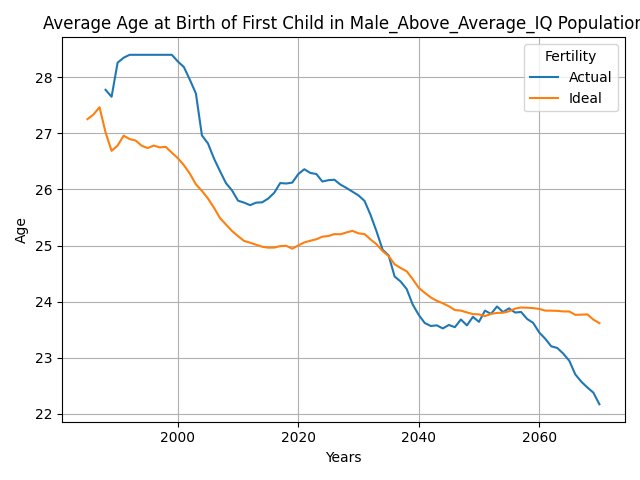 Average Age at Birth of First Child in Male_Above_Average_IQ Population
Fertility
Actual
Ideal
Age
28
27
26
25
24
23
22
2000
2020
2040
2060
Years